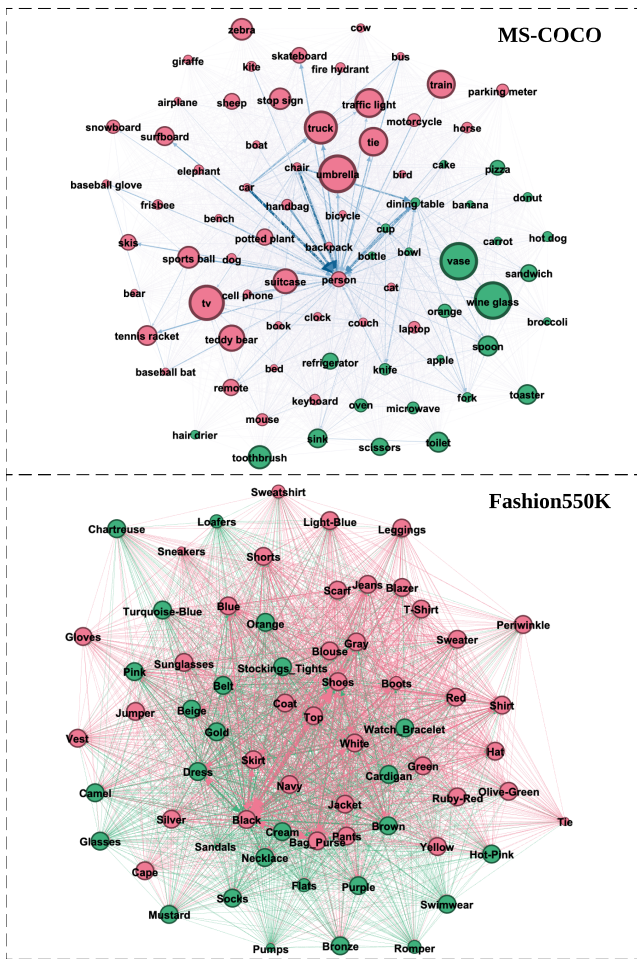 MS-COCO
zebra
cow
giraffe
kite
skateboard
fire hydrant
bus
train
parking meter
airplane
sheep
stop sign
traffic light
snowboard
surfboard
boat
truck
tie
motorcycle
horse
elephant
chair
umbrella
bird
cake
pizza
baseball glove
car
frisbee
handbag
bicycle
dining table
banana
donut
bench
cup
skis
potted plant
backpack
bottle
bowl
carrot
hot dog
sports ball
dog
vase
sandwich
bear
suitcase
person
cat
tv
cell phone
wine glass
clock
couch
orange
broccoli
tennis racket
teddy bear
book
laptop
spoon
baseball bat
bed
refrigerator
knife
apple
remote
keyboard
oven
microwave
fork
toaster
mouse
hair drier
sink
scissors
toilet
toothbrush
Fashion550K
Sweatshirt
Chartreuse
Loafers
Light-Blue
Leggings
Sneakers
Shorts
Scarf
Jeans
Blazer
Turquoise-Blue
Blue
T-Shirt
Orange
Periwinkle
Gloves
Blouse
Gray
Sweater
Pink
Sunglasses
Stockings_Tights
Shoes
Boots
Belt
Red
Shirt
Jumper
Beige
Coat
Top
Vest
Gold
White
Watch_Bracelet
Hat
Dress
Skirt
Cardigan
Green
Camel
Navy
Ruby-Red
Olive-Green
Silver
Black
Jacket
Tie
Glasses
Sandals
Cream
Bag_Purse
Pants
Brown
Yellow
Hot-Pink
Necklace
Cape
Socks
Flats
Purple
Swimwear
Mustard
Pumps
Bronze
Romper